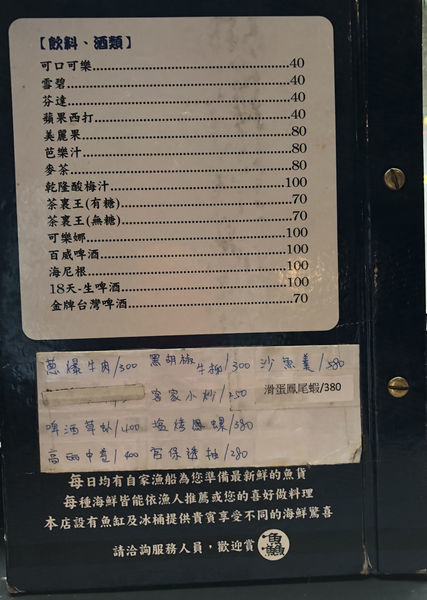 【飲料、酒類】
可口可樂......40
雪碧......40
芬達......40
蘋果西打......40
美麗果......80
芭樂汁......80
麥茶......80
乾隆酸梅汁......100
茶裏王(有糖)......70
茶裏王(無糖)......70
可樂娜......100
百威啤酒......100
海尼根......100
18天-生啤酒......100
金牌台灣啤酒......70
蔥爆牛肉/300 黑胡椒牛柳/300 沙魚羹/580
客家小炒/250 滑蛋鳳尾蝦/380
啤酒草蝦/400 鹽烤鳳螺/380
高麗中卷/400 宮保透抽/280
每日均有自家漁船為您準備最新鮮的魚貨
每種海鮮皆能依漁人推薦或您的喜好做料理
本店設有魚缸及冰桶提供貴賓享受不同的海鮮驚喜
請洽詢服務人員,歡迎賞